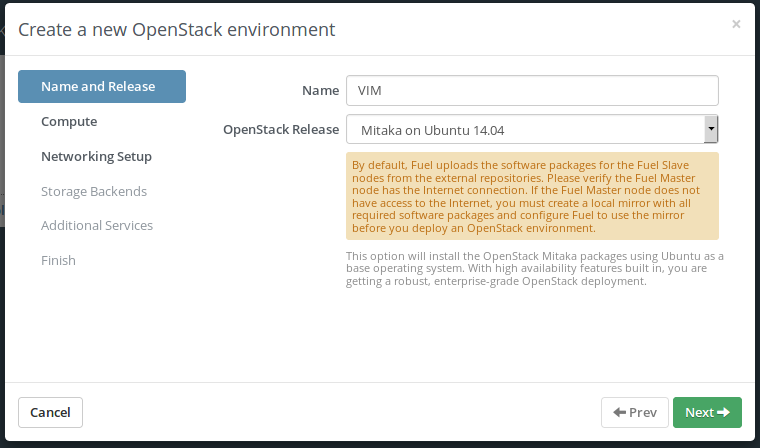 Create a new OpenStack environment
×
Name and Release
Compute
Networking Setup
Storage Backends
Additional Services
Finish
Name
VIM
OpenStack Release
Mitaka on Ubuntu 14.04
By default, Fuel uploads the software packages for the Fuel Slave
nodes from the external repositories. Please verify the Fuel Master
node has the Internet connection. If the Fuel Master node does not
have access to the Internet, you must create a local mirror with all
required software packages and configure Fuel to use the mirror
before you deploy an OpenStack environment.
This option will install the OpenStack Mitaka packages using Ubuntu as a
base operating system. With high availability features built in, you are
getting a robust, enterprise-grade OpenStack deployment.
Cancel
Prev
Next